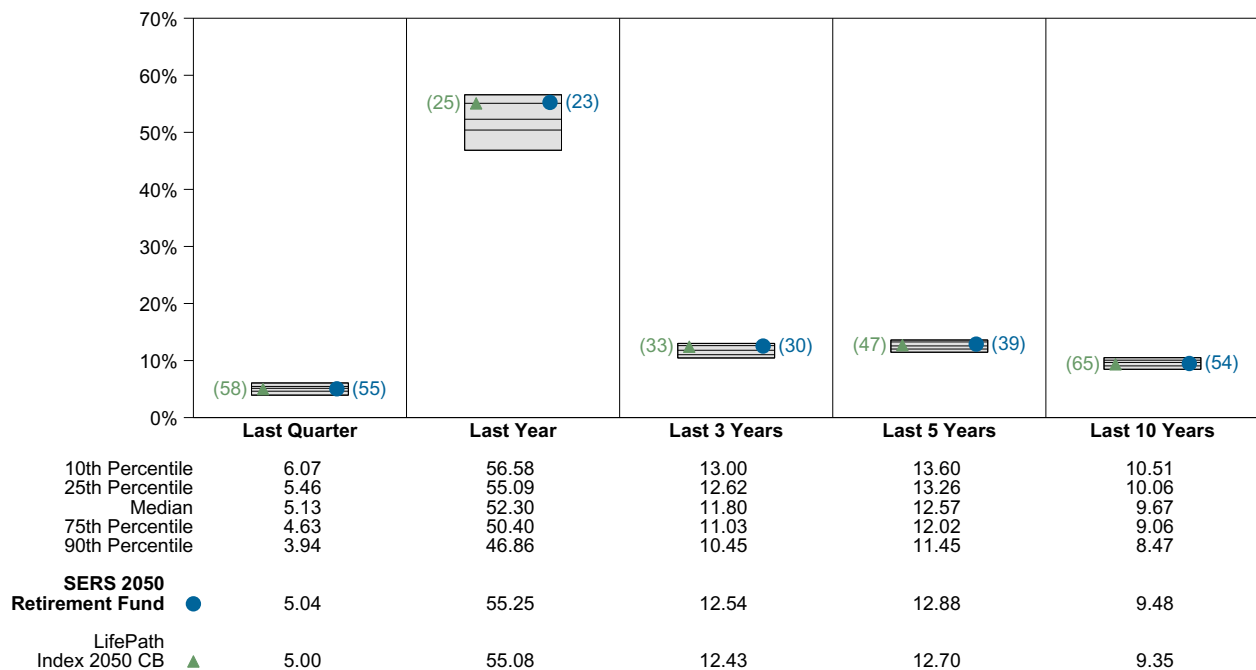 70%
60%
50%
40%
30%
20%
10%
0%
(58) (55)
(25) (23)
(33) (30)
(47) (39)
(65) (54)
Last Quarter Last Year Last 3 Years Last 5 Years Last 10 Years
10th Percentile 6.07 56.58 13.00 13.60 10.51
25th Percentile 5.46 55.09 12.62 13.26 10.06
Median 5.13 52.30 11.80 12.57 9.67
75th Percentile 4.63 50.40 11.03 12.02 9.06
90th Percentile 3.94 46.86 10.45 11.45 8.47
SERS 2050
Retirement Fund 5.04 55.25 12.54 12.88 9.48
LifePath
Index 2050 CB 5.00 55.08 12.43 12.70 9.35